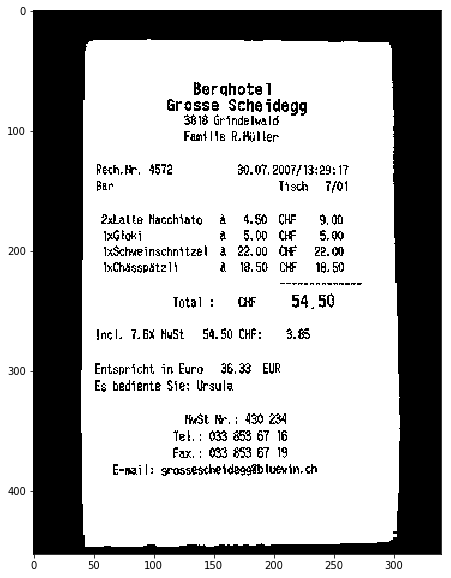 Berghotel
Grosse Scheidegg
3818 Grindelwald
Familie R.Müller
Rech.Nr. 4572 30.07.2007/13:29:17
Bar Tisch 7/01
2xLatte Macchiato à 4.50 CHF 9.00
1xGloki à 5.00 CHF 5.00
1xSchweinschnitzel à 22.00 CHF 22.00
1xChässpätzli à 18.50 CHF 18.50
Total : CHF 54.50
Incl. 7.6% MwSt 54.50 CHF: 3.85
Entspricht in Euro 36.33 EUR
Es bediente Sie: Ursula
MwSt Nr.: 430 234
Tel.: 033 853 67 16
Fax.: 033 853 67 19
E-mail: grossescheidegg@bluewin.ch
0
100
200
300
400
0 50 100 150 200 250 300